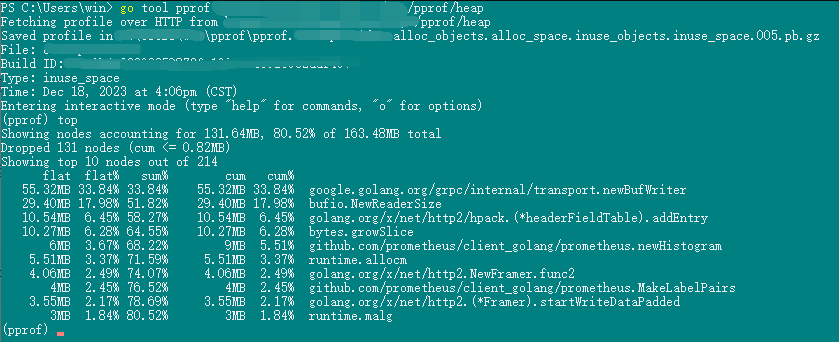 PS C:\Users\win> go tool pprof /pprof/heap
Fetching profile over HTTP from /pprof/heap
Saved profile in \pprof\pprof. alloc_objects.alloc_space.inuse_objects.inuse_space.005.pb.gz
File:
Build ID:
Type: inuse_space
Time: Dec 18, 2023 at 4:06pm (CST)
Entering interactive mode (type "help" for commands, "o" for options)
(pprof) top
Showing nodes accounting for 131.64MB, 80.52% of 163.48MB total
Dropped 131 nodes (cum <= 0.82MB)
Showing top 10 nodes out of 214
flat flat% sum% cum cum%
55.32MB 33.84% 33.84% 55.32MB 33.84% google.golang.org/grpc/internal/transport.newBufWriter
29.40MB 17.98% 51.82% 29.40MB 17.98% bufio.NewReaderSize
10.54MB 6.45% 58.27% 10.54MB 6.45% golang.org/x/net/http2/hpack.(*headerFieldTable).addEntry
10.27MB 6.28% 64.55% 10.27MB 6.28% bytes.growSlice
6MB 3.67% 68.22% 9MB 5.51% github.com/prometheus/client_golang/prometheus.newHistogram
5.51MB 3.37% 71.59% 5.51MB 3.37% runtime.allocm
4.06MB 2.49% 74.07% 4.06MB 2.49% golang.org/x/net/http2.NewFramer.func2
4MB 2.45% 76.52% 4MB 2.45% github.com/prometheus/client_golang/prometheus.MakeLabelPairs
3.55MB 2.17% 78.69% 3.55MB 2.17% golang.org/x/net/http2.(*Framer).startWriteDataPadded
3MB 1.84% 80.52% 3MB 1.84% runtime.malg
(pprof)